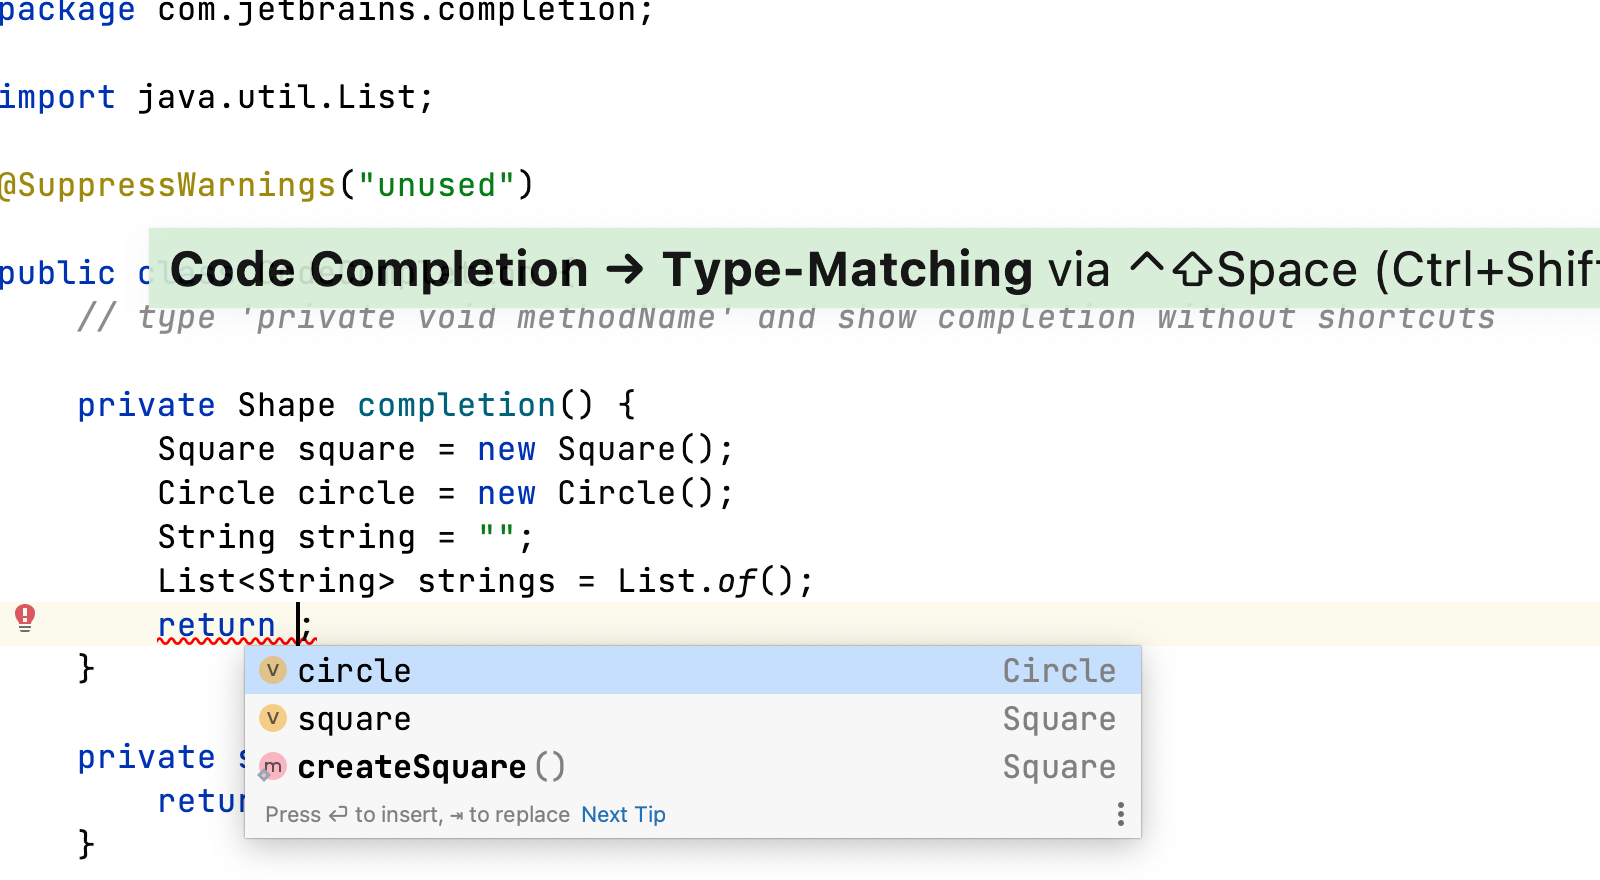 package com.jetbrains.completion;
import java.util.List;
@SuppressWarnings("unused")
public
Code Completion → Type-Matching via ⌃⇧Space (Ctrl+Shif
// type 'private void methodName' and show completion without shortcuts
private Shape completion() {
Square square = new Square();
Circle circle = new Circle();
String string = "";
List<String> strings = List.of();
return ;
}
circle Circle
square Square
createSquare() Square
Press ⏎ to insert, ⇥ to replace Next Tip
private
}